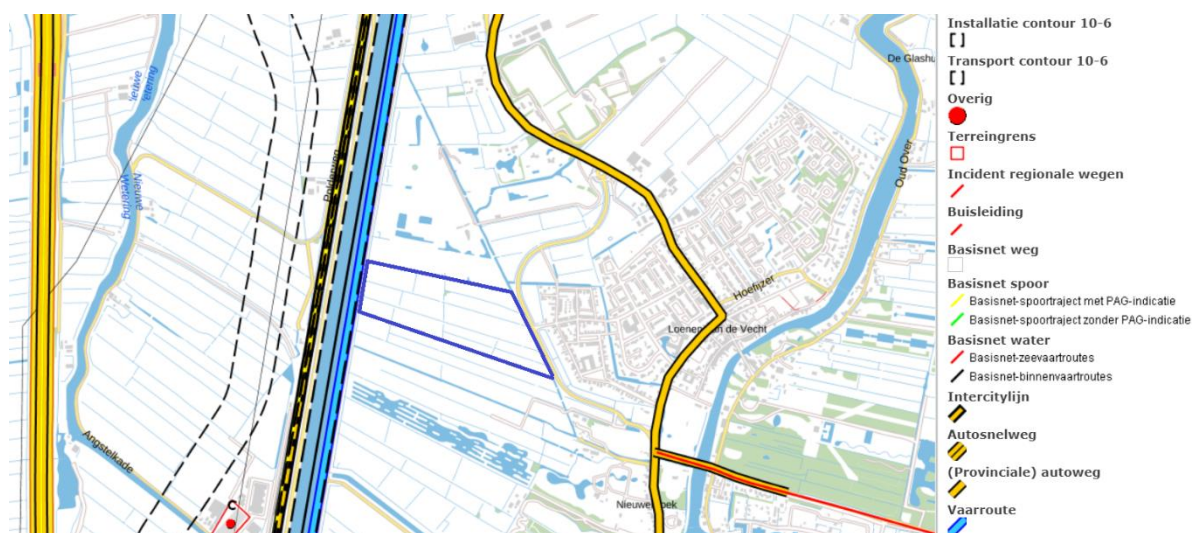 De Glashu
Nieuwe
Wetering
Oud Over
Polderweg
Hoefijzer
Loenen aan de Vecht
Angstelkade
Installatie contour 10-6
Transport contour 10-6
Overig
Terreingrens
Incident regionale wegen
Buisleiding
Basisnet weg
Basisnet spoor
Basisnet-spoortraject met PAG-indicatie
Basisnet-spoortraject zonder PAG-indicatie
Basisnet water
Basisnet-zeevaartroutes
Basisnet-binnenvaartroutes
Intercitylijn
Autosnelweg
(Provinciale) autoweg
Vaarroute